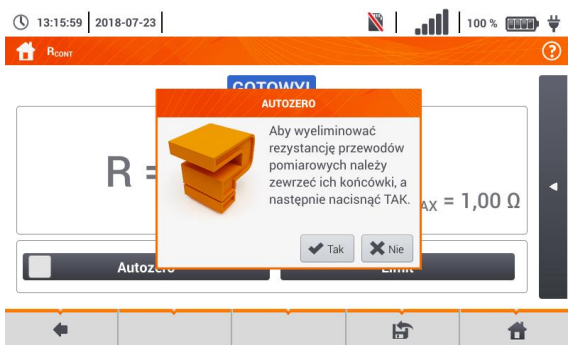 13:15:59 2018-07-23 100 %
RCONT ?
GOTOWY!
AUTOZERO
Aby wyeliminować
rezystancję przewodów
pomiarowych należy
zewrzeć ich końcówki, a
następnie nacisnąć TAK.
R =
AX = 1,00 Ω
Tak Nie
Autozero
Limit